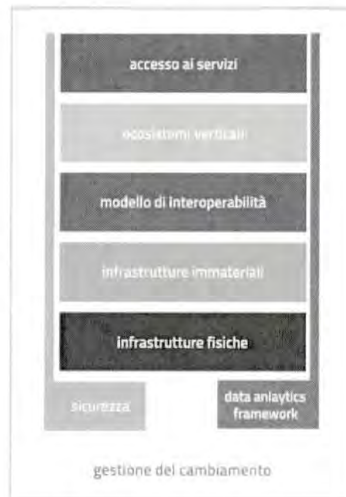 accesso ai servizi
ecosistemi verticali
modello di interoperabilità
infrastrutture immateriali
infrastrutture fisiche
sicurezza
data anlaytics
framework
gestione del cambiamento